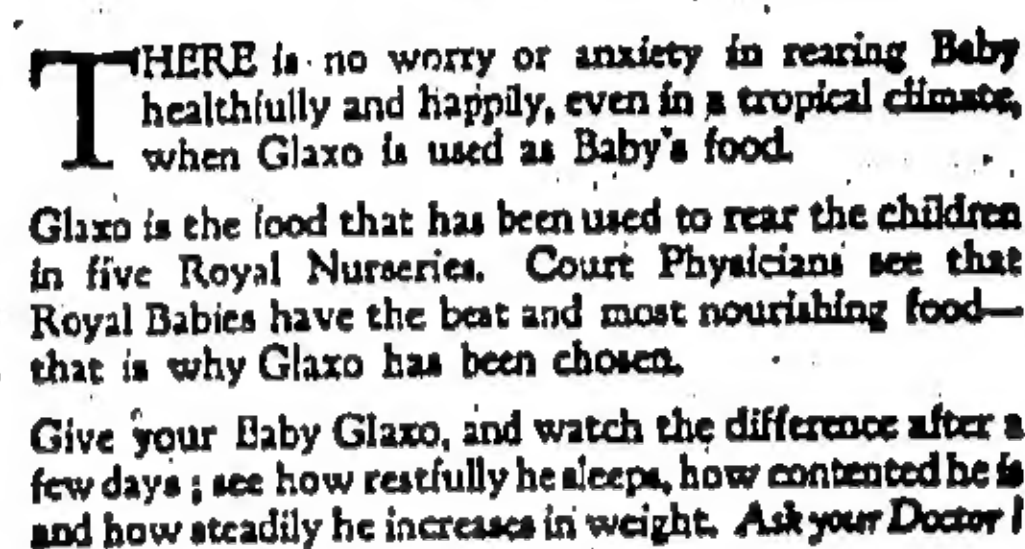 THERE is no worry or anxiety in rearing Baby
healthfully and happily, even in a tropical climate,
when Glaxo is used as Baby's food.
Glaxo is the food that has been used to rear the children
in five Royal Nurseries. Court Physicians see that
Royal Babies have the best and most nourishing food—
that is why Glaxo has been chosen.
Give your Baby Glaxo, and watch the difference after a
few days; see how restfully he sleeps, how contented he is
and how steadily he increases in weight. Ask your Doctor!